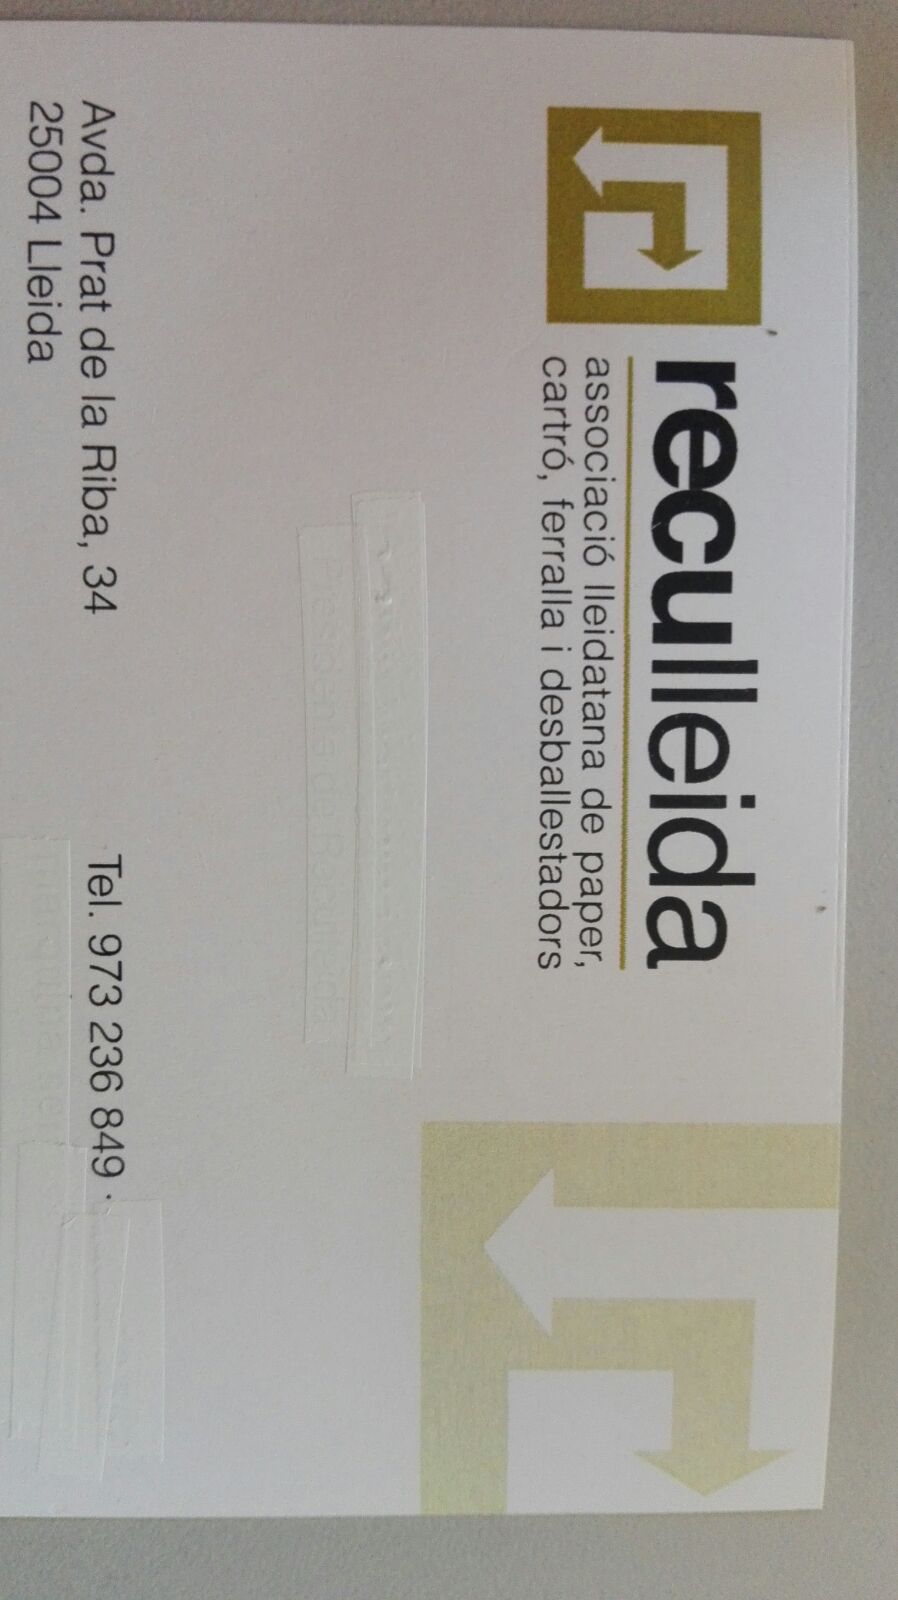 reculleida
associació lleidatana de paper,
cartró, ferralla i desballestadors
Avda. Prat de la Riba, 34
25004 Lleida
Tel. 973 236 849 ·